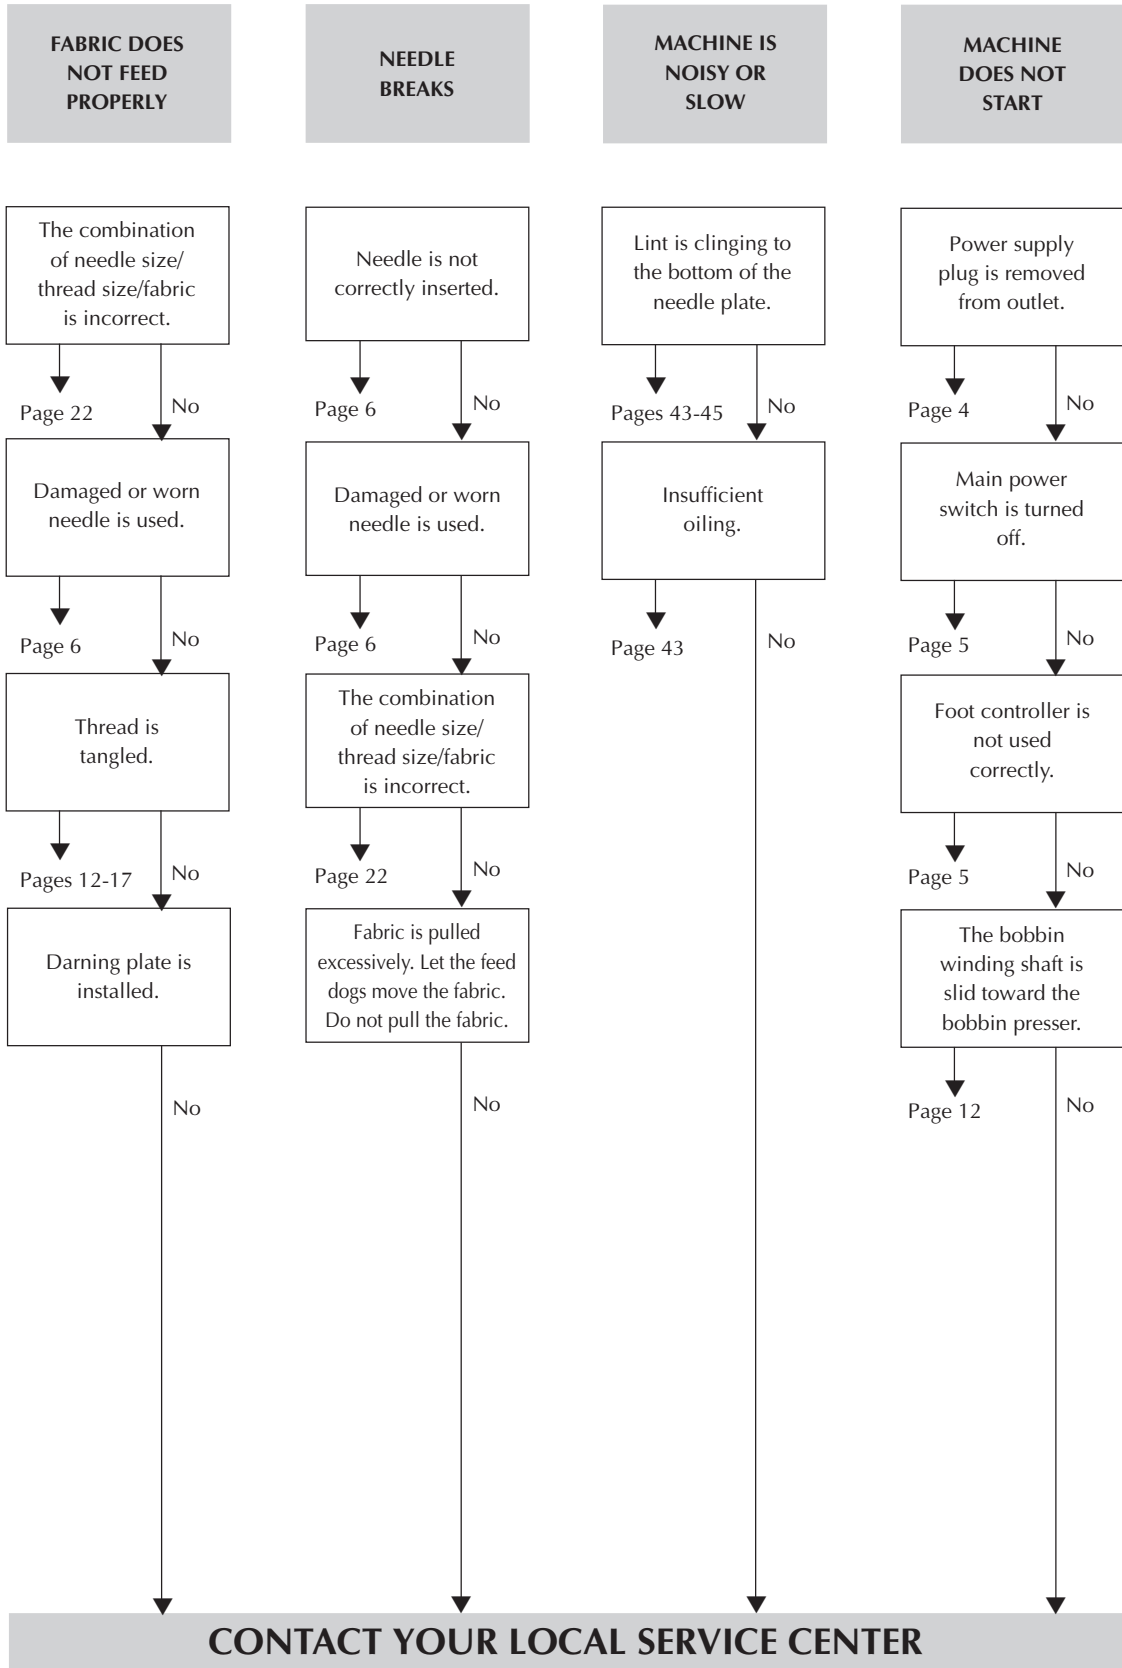 FABRIC DOES
NOT FEED
PROPERLY
The combination
of needle size/
thread size/fabric
is incorrect.
Page 22
No
Damaged or worn
needle is used.
Page 6
No
Thread is
tangled.
Pages 12-17
No
Darning plate is
installed.
No
NEEDLE
BREAKS
Needle is not
correctly inserted.
Page 6
No
Damaged or worn
needle is used.
Page 6
No
The combination
of needle size/
thread size/fabric
is incorrect.
Page 22
No
Fabric is pulled
excessively. Let the feed
dogs move the fabric.
Do not pull the fabric.
No
MACHINE IS
NOISY OR
SLOW
Lint is clinging to
the bottom of the
needle plate.
Pages 43-45
No
Insufficient
oiling.
Page 43
No
MACHINE
DOES NOT
START
Power supply
plug is removed
from outlet.
Page 4
No
Main power
switch is turned
off.
Page 5
No
Foot controller is
not used
correctly.
Page 5
No
The bobbin
winding shaft is
slid toward the
bobbin presser.
Page 12
No
CONTACT YOUR LOCAL SERVICE CENTER